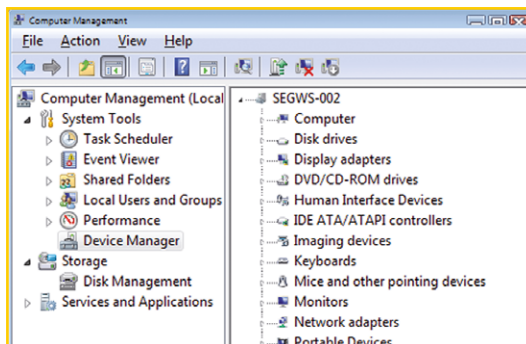 Computer Management
File Action View Help
Computer Management (Local
System Tools
Task Scheduler
Event Viewer
Shared Folders
Local Users and Groups
Performance
Device Manager
Storage
Disk Management
Services and Applications
SEGWS-002
Computer
Disk drives
Display adapters
DVD/CD-ROM drives
Human Interface Devices
IDE ATA/ATAPI controllers
Imaging devices
Keyboards
Mice and other pointing devices
Monitors
Network adapters
Portable Devices